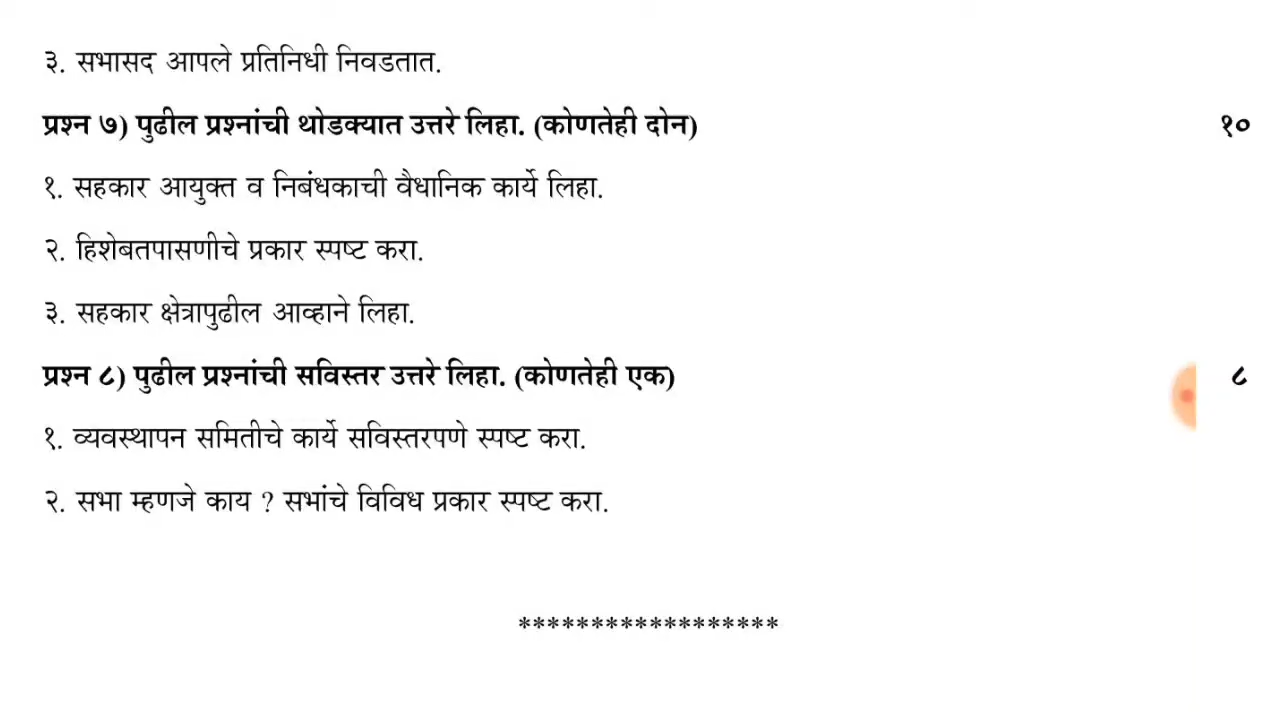 ३. सभासद आपले प्रतिनिधी निवडतात.
प्रश्न ७) पुढील प्रश्नांची थोडक्यात उत्तरे लिहा. (कोणतेही दोन) १०
१. सहकार आयुक्त व निबंधकाची वैधानिक कार्ये लिहा.
२. हिशेबतपासणीचे प्रकार स्पष्ट करा.
३. सहकार क्षेत्रापुढील आव्हाने लिहा.
प्रश्न ८) पुढील प्रश्नांची सविस्तर उत्तरे लिहा. (कोणतेही एक) ८
१. व्यवस्थापन समितीचे कार्ये सविस्तरपणे स्पष्ट करा.
२. सभा म्हणजे काय ? सभांचे विविध प्रकार स्पष्ट करा.
******************